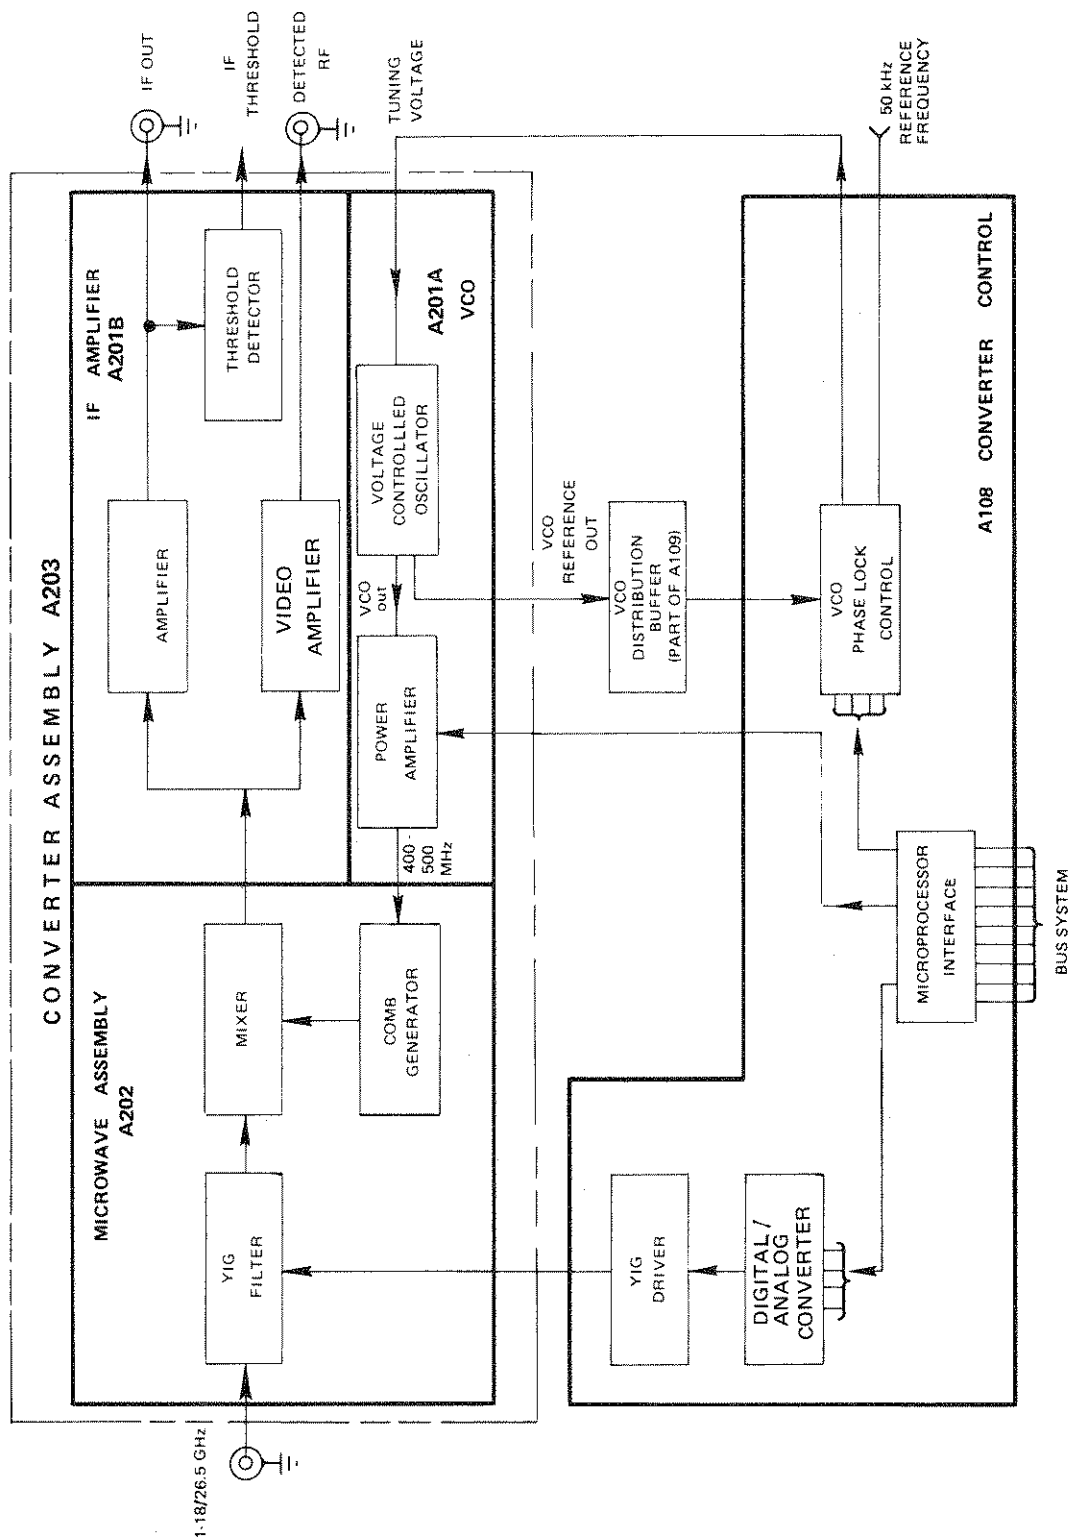 CONVERTER ASSEMBLY A203
MICROWAVE ASSEMBLY
A202
IF AMPLIFIER
A201B
1-18/26.5 GHz
YIG
FILTER
MIXER
COMB
GENERATOR
AMPLIFIER
VIDEO
AMPLIFIER
THRESHOLD
DETECTOR
IF OUT
IF
THRESHOLD
DETECTED
RF
TUNING
VOLTAGE
400 -
500
MHz
POWER
AMPLIFIER
VCO
out
VOLTAGE
CONTROLLLED
OSCILLATOR
A201A
VCO
VCO
REFERENCE
OUT
VCO
DISTRIBUTION
BUFFER
(PART OF A109)
YIG
DRIVER
DIGITAL /
ANALOG
CONVERTER
MICROPROCESSOR
INTERFACE
BUS SYSTEM
VCO
PHASE LOCK
CONTROL
50 kHz
REFERENCE
FREQUENCY
A108 CONVERTER CONTROL